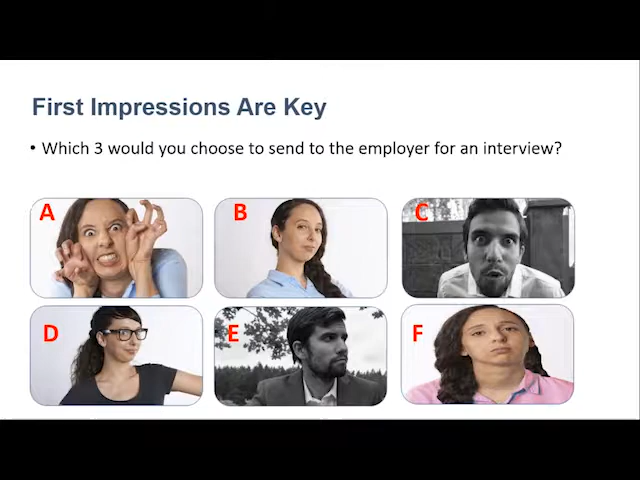 First Impressions Are Key
• Which 3 would you choose to send to the employer for an interview?
A
B
C
D
E
F